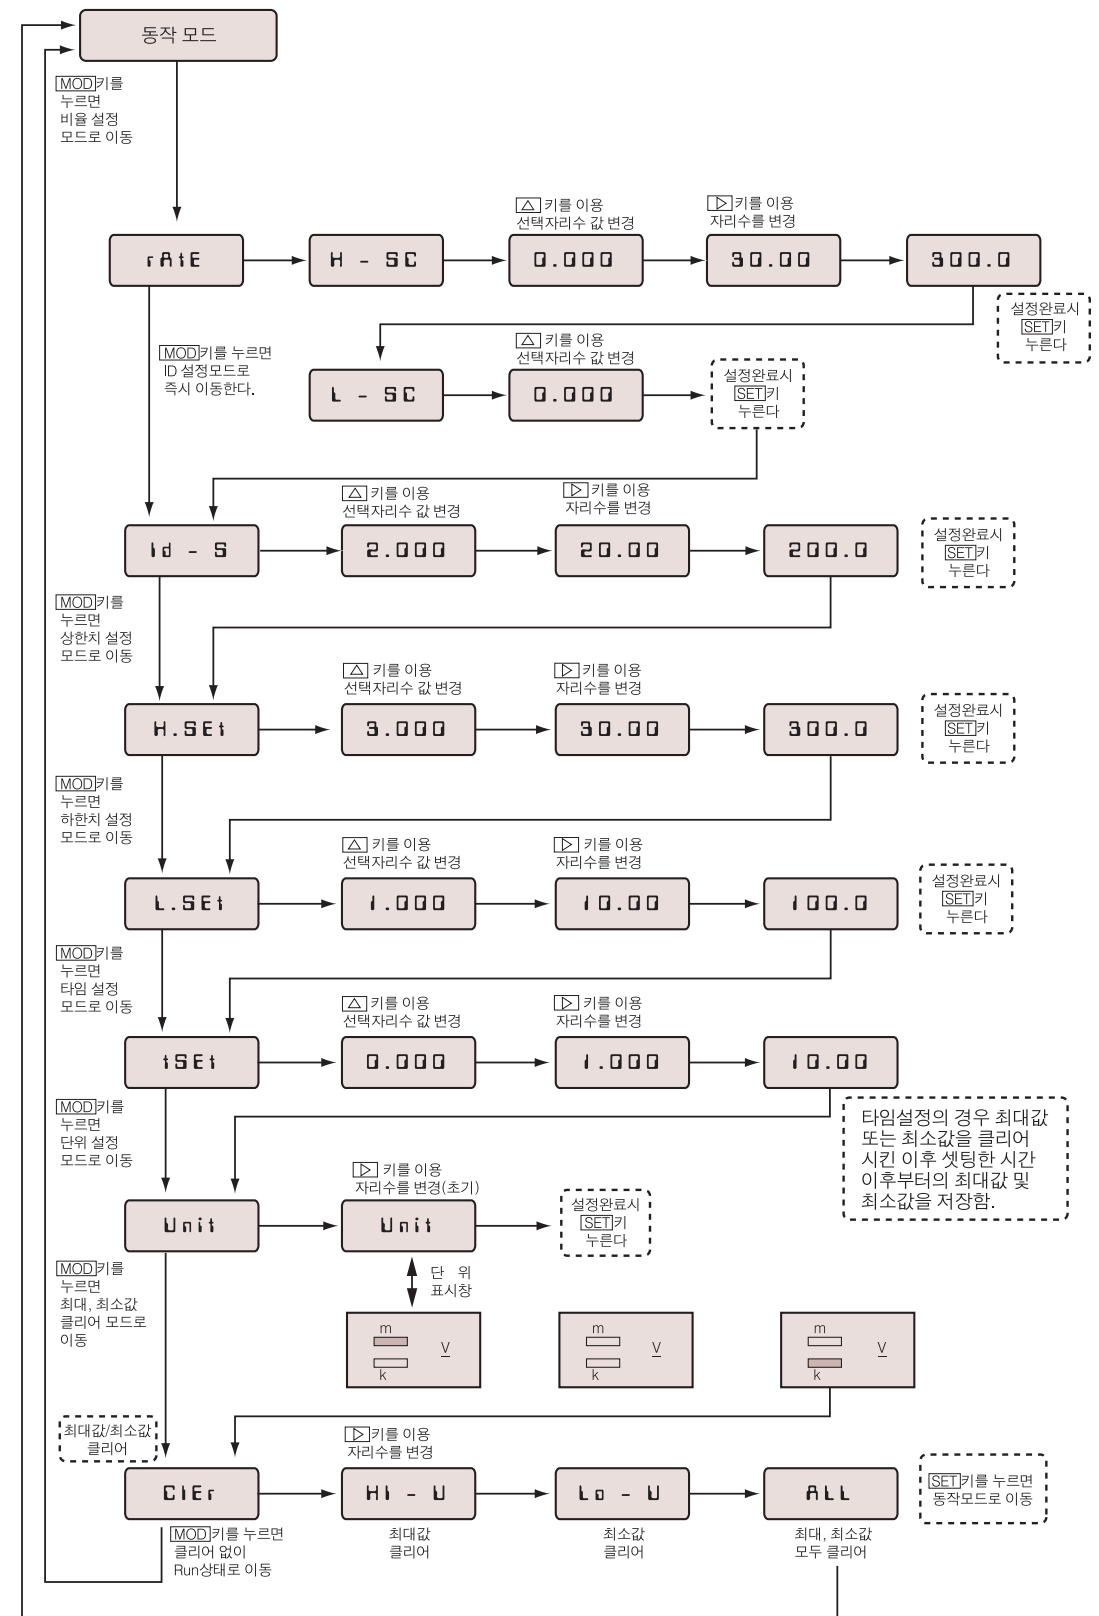 동작 모드
MOD키를
누르면
비율 설정
모드로 이동
△ 키를 이용
선택자리수 값 변경
▷키를 이용
자리수를 변경
rAtE
H - SC
0.000
30.00
300.0
설정완료시
SET키
누른다
MOD키를 누르면
ID 설정모드로
즉시 이동한다.
△ 키를 이용
선택자리수 값 변경
L - SC
0.000
설정완료시
SET키
누른다
△ 키를 이용
선택자리수 값 변경
▷키를 이용
자리수를 변경
Id - S
2.000
20.00
200.0
설정완료시
SET키
누른다
MOD키를
누르면
상한치 설정
모드로 이동
△ 키를 이용
선택자리수 값 변경
▷ 키를 이용
자리수를 변경
H.SEt
3.000
30.00
300.0
설정완료시
SET키
누른다
MOD키를
누르면
하한치 설정
모드로 이동
△ 키를 이용
선택자리수 값 변경
▷ 키를 이용
자리수를 변경
L.SEt
1.000
10.00
100.0
설정완료시
SET키
누른다
MOD키를
누르면
타임 설정
모드로 이동
△ 키를 이용
선택자리수 값 변경
▷ 키를 이용
자리수를 변경
tSEt
0.000
1.000
10.00
타임설정의 경우 최대값
또는 최소값을 클리어
시킨 이후 셋팅한 시간
이후부터의 최대값 및
최소값을 저장함.
MOD키를
누르면
단위 설정
모드로 이동
▷ 키를 이용
자리수를 변경(초기)
Unit
Unit
설정완료시
SET키
누른다
MOD키를
누르면
최대, 최소값
클리어 모드로
이동
단 위
표시창
m
V
k
m
V
k
m
V
k
최대값/최소값
클리어
▷키를 이용
자리수를 변경
ClEr
HI - U
Lo - U
ALL
SET키를 누르면
동작모드로 이동
MOD키를 누르면
클리어 없이
Run상태로 이동
최대값
클리어
최소값
클리어
최대, 최소값
모두 클리어